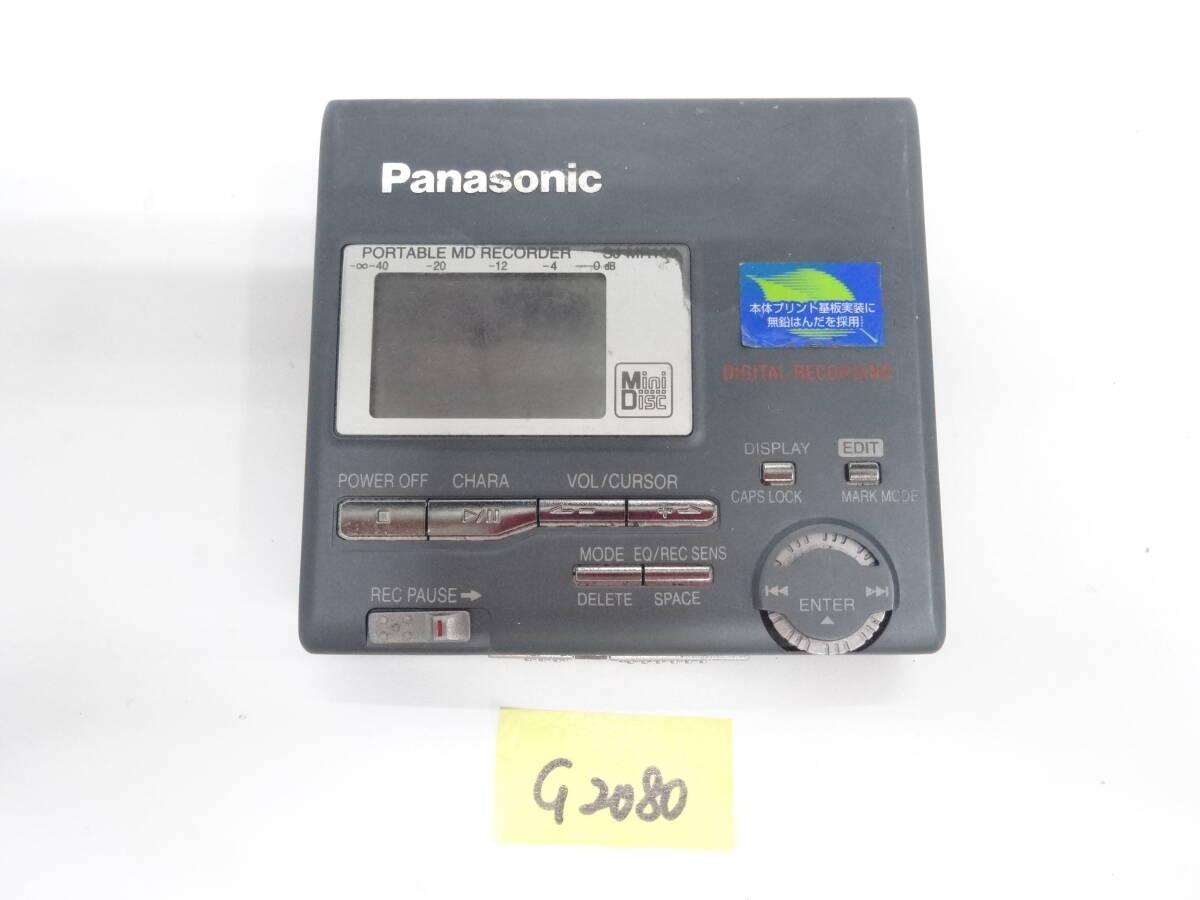 Panasonic
PORTABLE MD RECORDER
-∞-40 -20 -12 -4 0 dB
Mini
Disc
本体プリント基板実装に
無鉛はんだを採用
DIGITAL RECORDING
DISPLAY EDIT
CAPS LOCK MARK MODE
POWER OFF CHARA VOL/CURSOR
− +
MODE EQ/REC SENS
DELETE SPACE
REC PAUSE →
ENTER
G2080